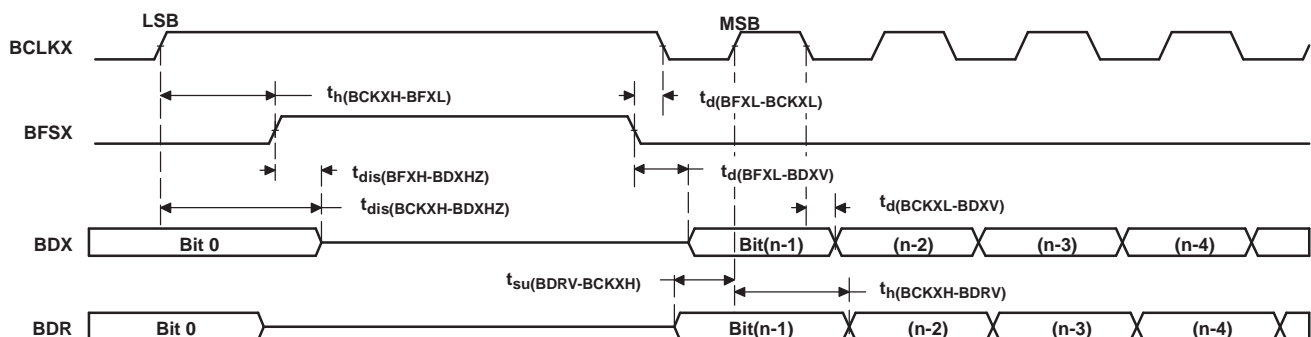 LSB MSB
BCLKX
th(BCKXH-BFXL) td(BFXL-BCKXL)
BFSX
tdis(BFXH-BDXHZ) td(BFXL-BDXV)
tdis(BCKXH-BDXHZ) td(BCKXL-BDXV)
BDX Bit 0 Bit(n-1) (n-2) (n-3) (n-4)
tsu(BDRV-BCKXH) th(BCKXH-BDRV)
BDR Bit 0 Bit(n-1) (n-2) (n-3) (n-4)